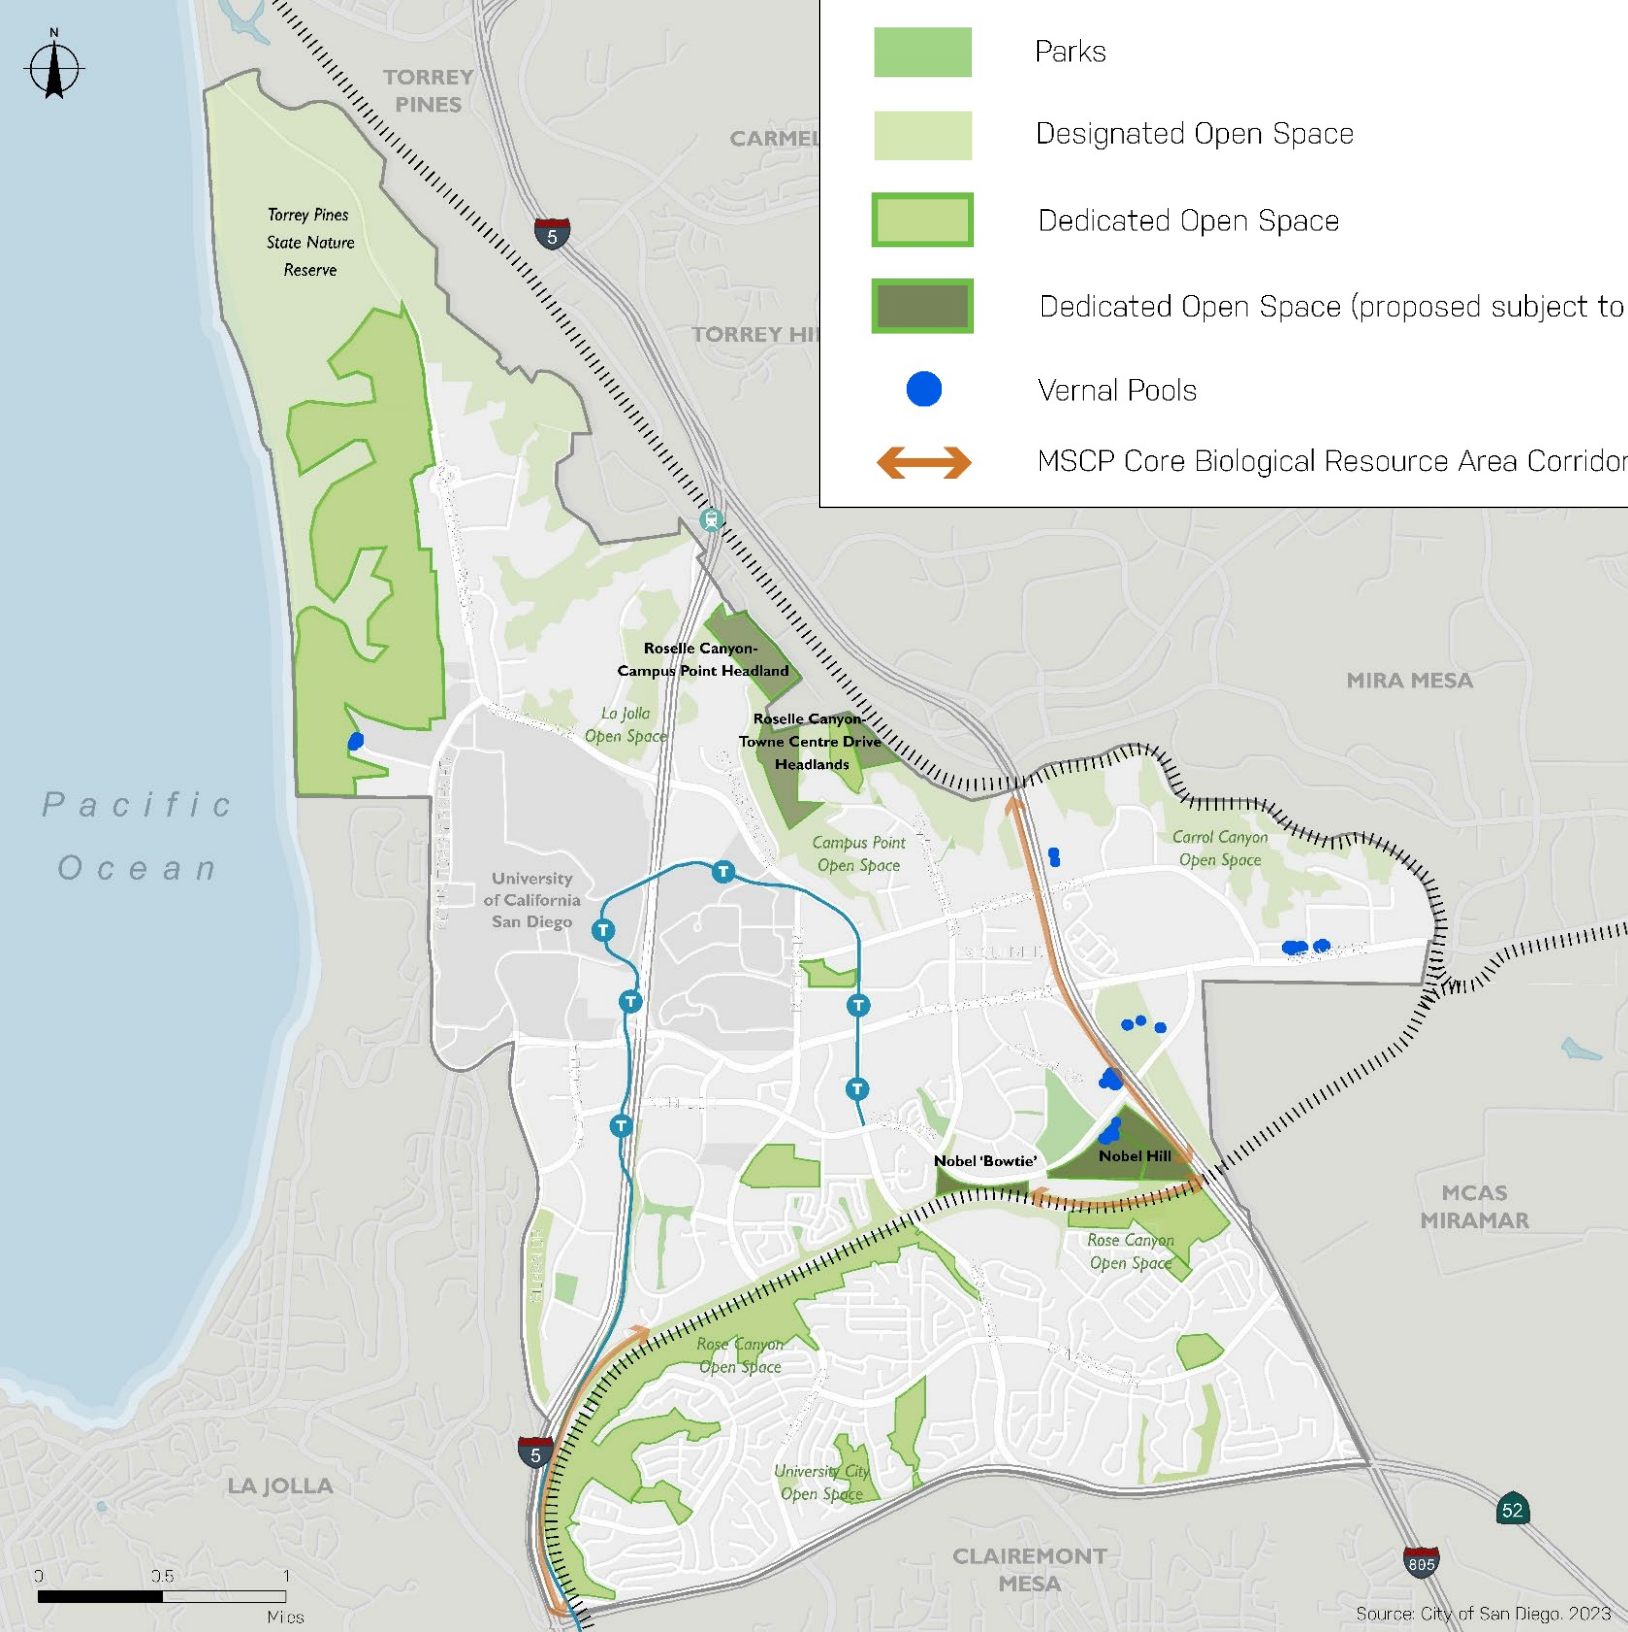 N
TORREY
PINES
CARMEL
Parks
Designated Open Space
Dedicated Open Space
Dedicated Open Space (proposed subject to
Vernal Pools
MSCP Core Biological Resource Area Corridor
Torrey Pines
State Nature
Reserve
5
TORREY HI
Roselle Canyon-
Campus Point Headland
La Jolla
Open Space
Roselle Canyon-
Towne Centre Drive
Headlands
MIRA MESA
Pacific
Ocean
Campus Point
Open Space
Carrol Canyon
Open Space
University
of California
San Diego
T
T
T
T
T
T
Nobel 'Bowtie'
Nobel Hill
MCAS
MIRAMAR
Rose Canyon
Open Space
Rose Canyon
Open Space
5
University City
Open Space
LA JOLLA
52
CLAIREMONT
MESA
805
0 0.5 1
Miles
Source: City of San Diego. 2023